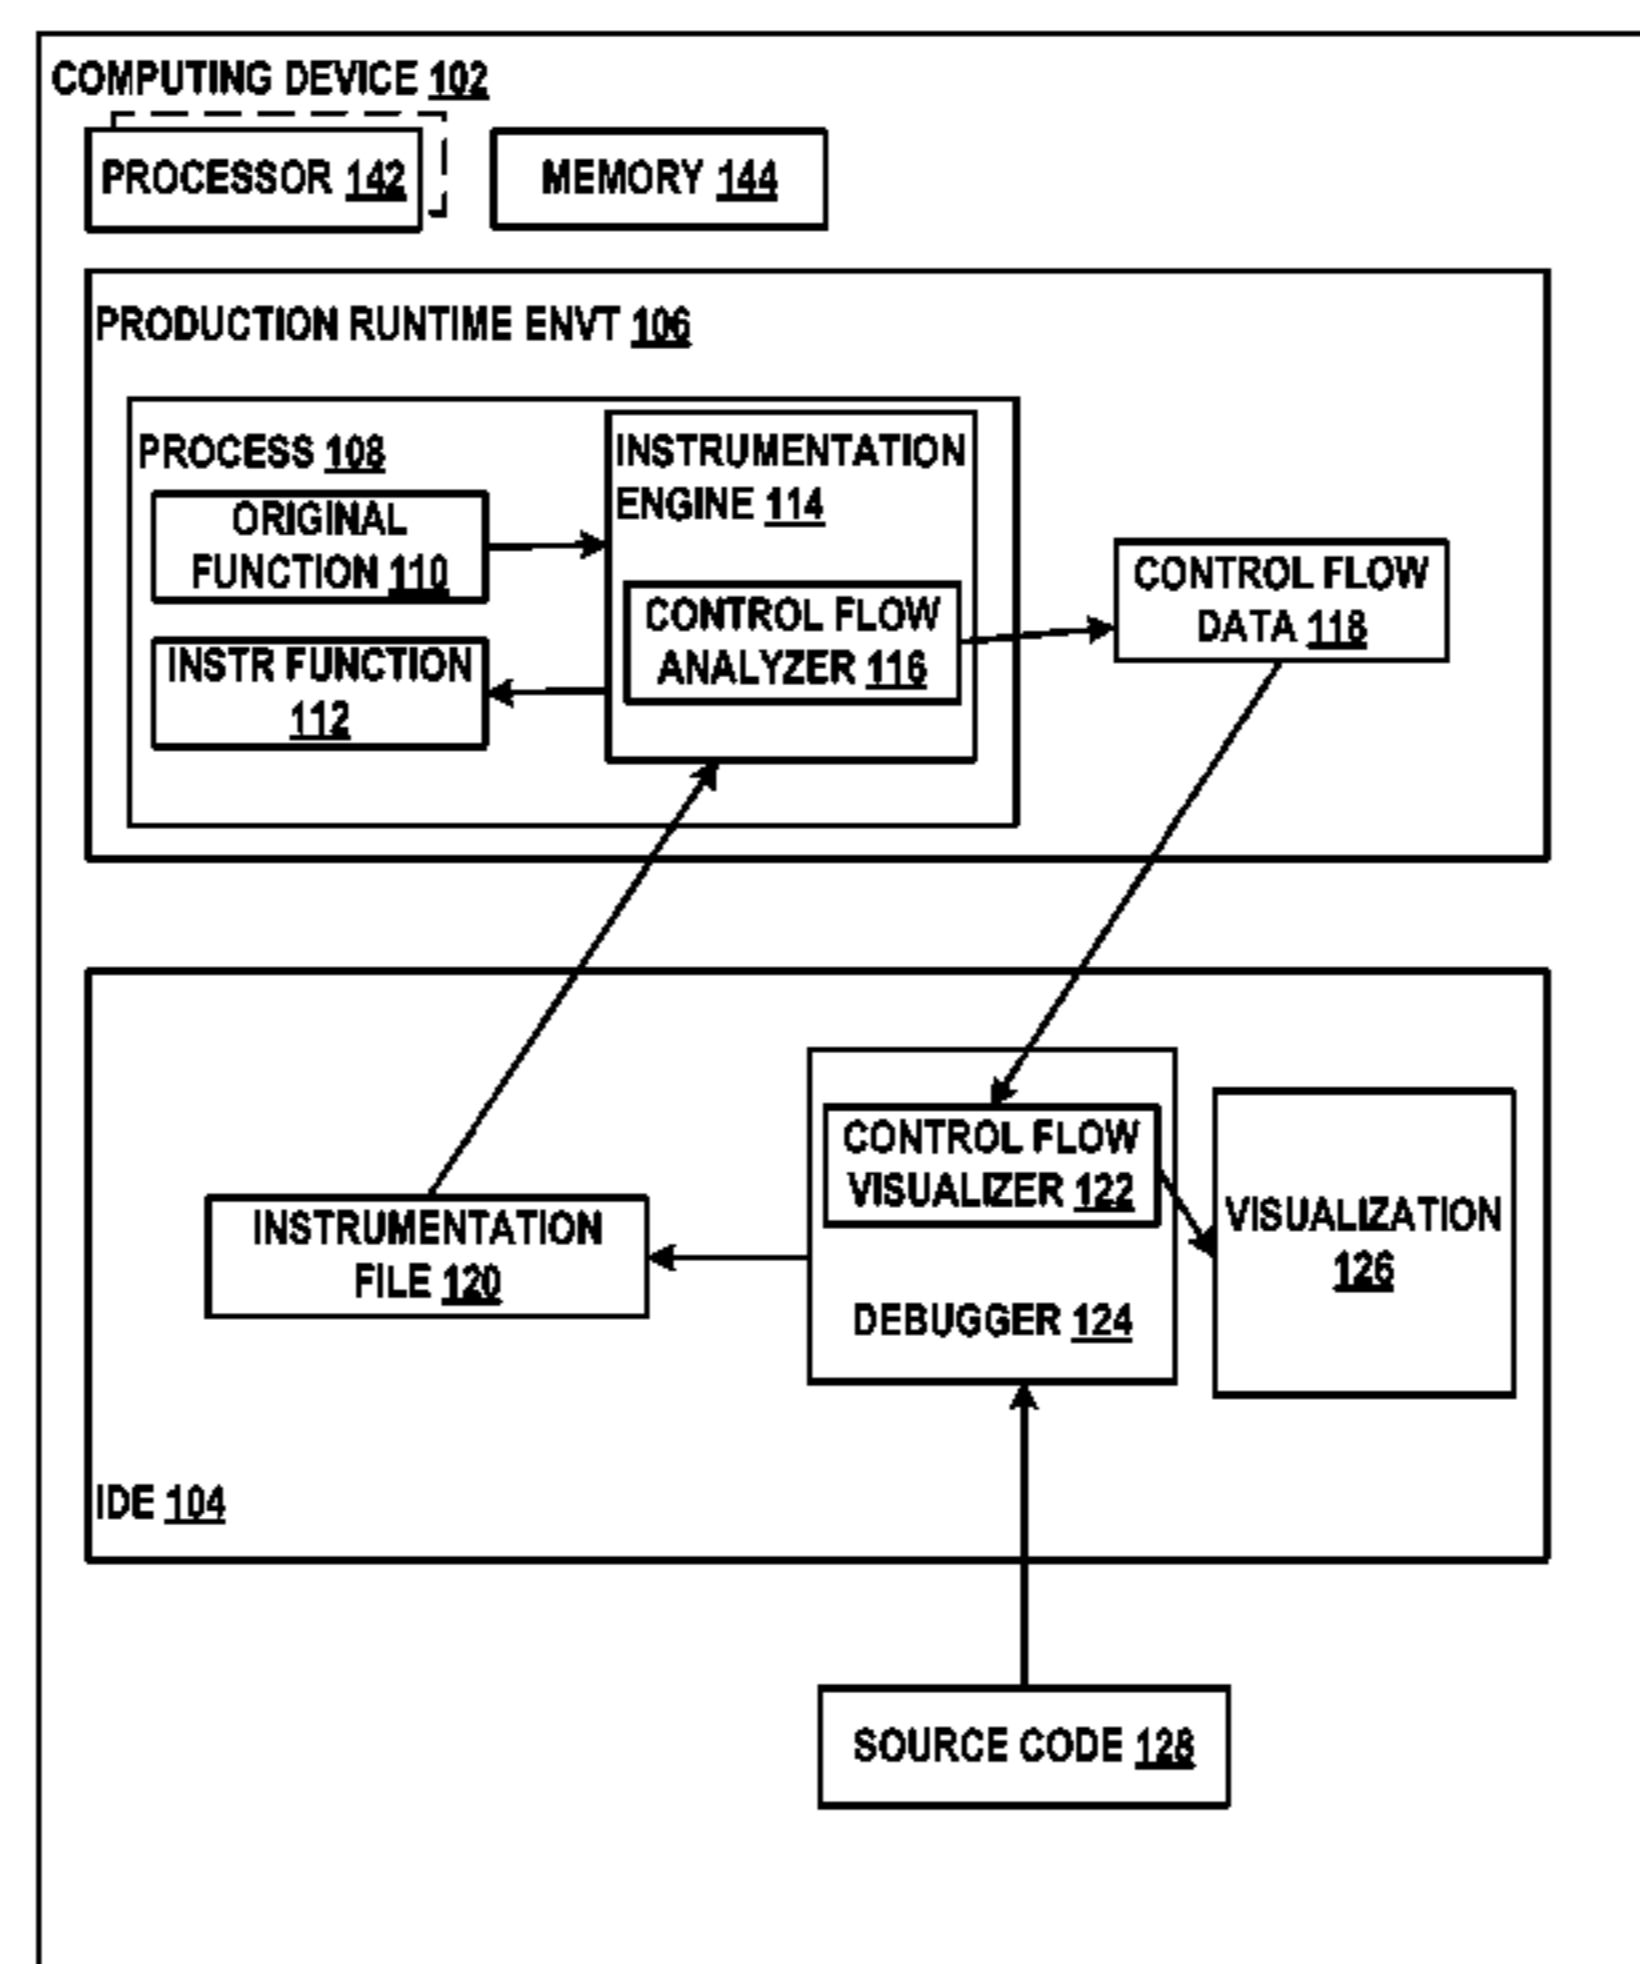 COMPUTING DEVICE 102
PROCESSOR 142
MEMORY 144
PRODUCTION RUNTIME ENVT 106
PROCESS 108
ORIGINAL
FUNCTION 110
INSTR FUNCTION
112
INSTRUMENTATION
ENGINE 114
CONTROL FLOW
ANALYZER 116
CONTROL FLOW
DATA 118
CONTROL FLOW
VISUALIZER 122
DEBUGGER 124
VISUALIZATION
126
INSTRUMENTATION
FILE 120
IDE 104
SOURCE CODE 128